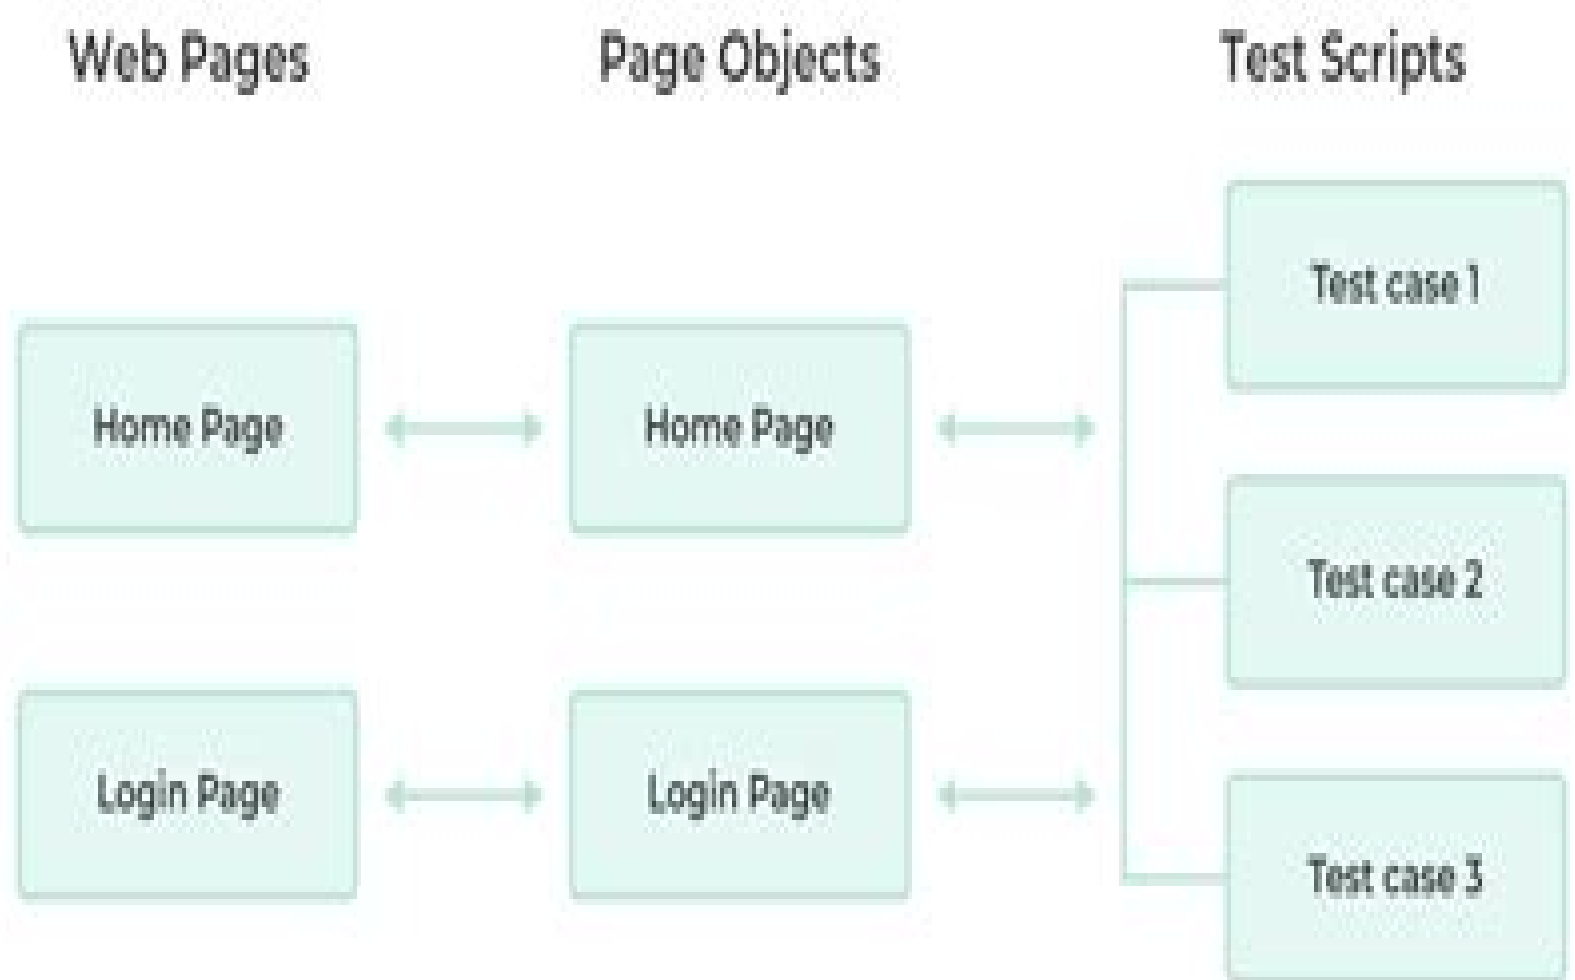 Web Pages
Page Objects
Test Scripts
Test case 1
Home Page
Home Page
Test case 2
Login Page
Login Page
Test case 3